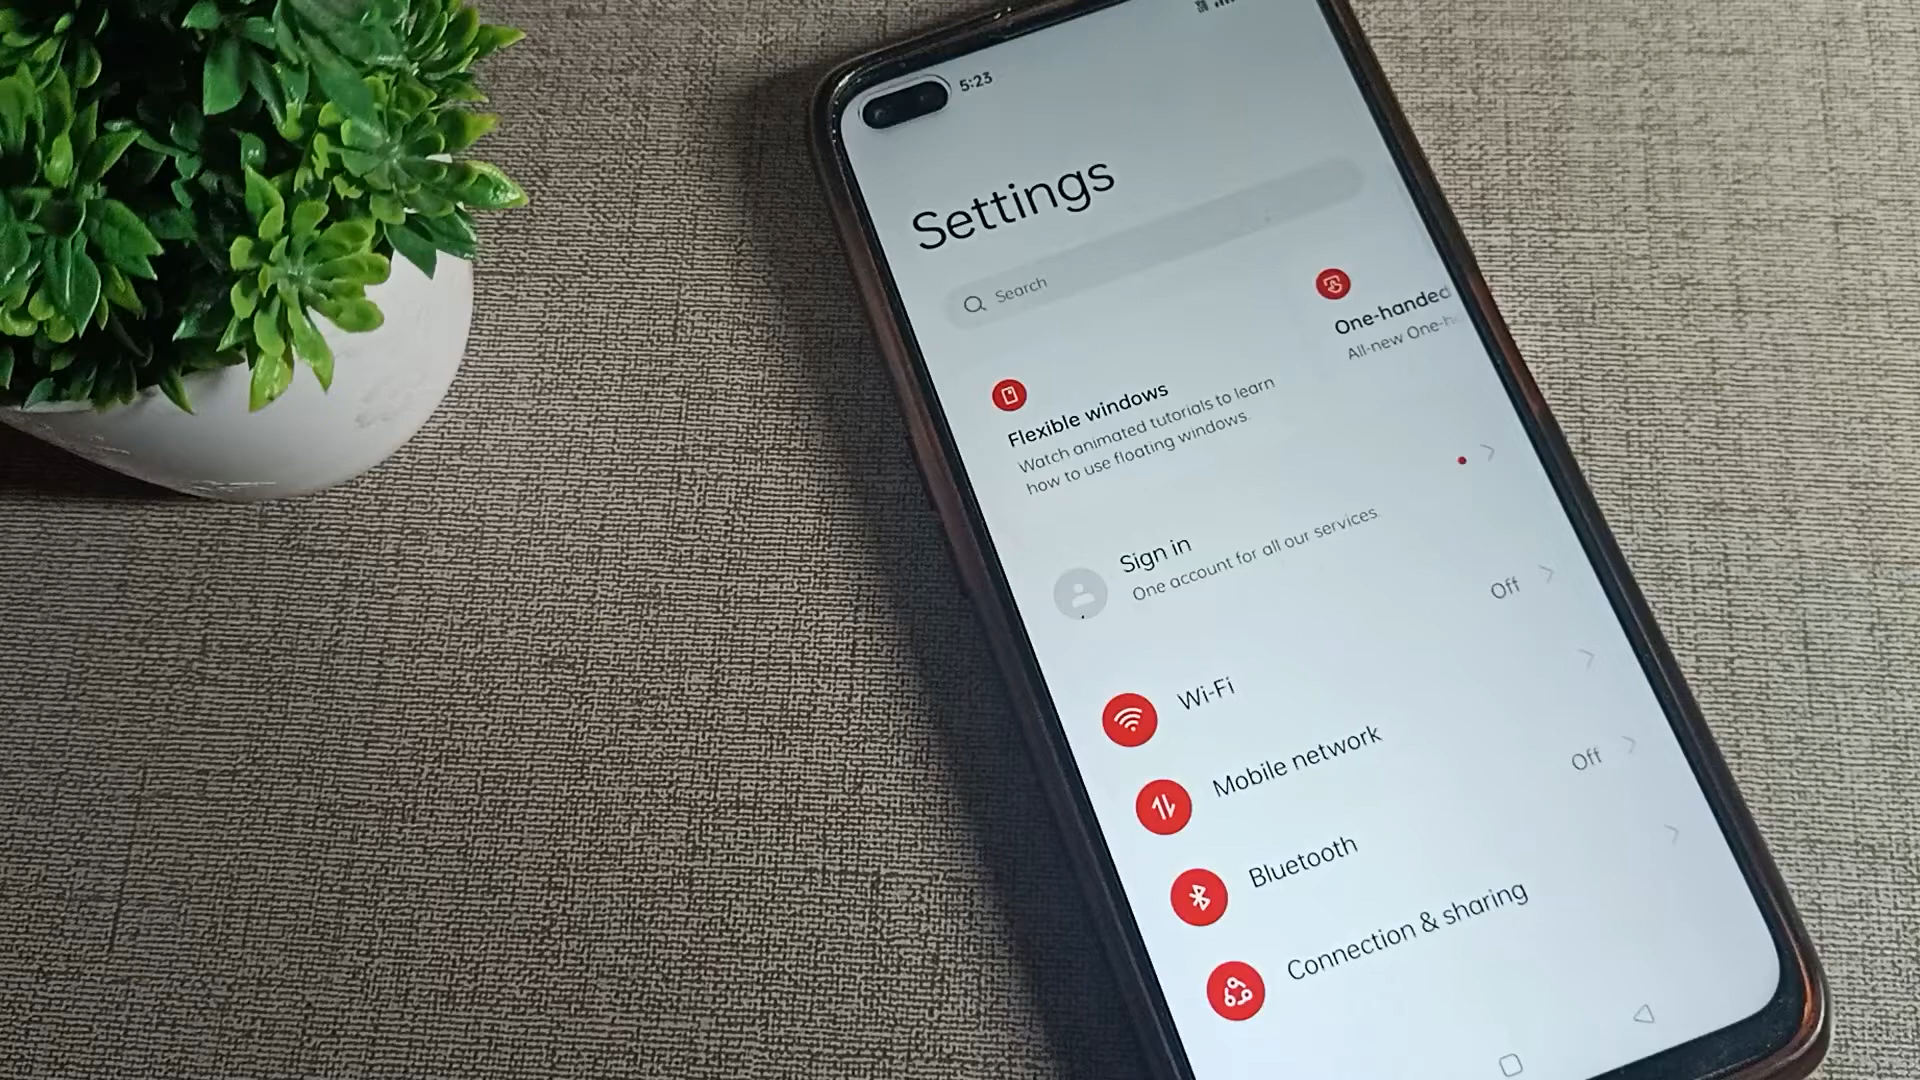 5:23
Settings
Search
Flexible windows
Watch animated tutorials to learn
how to use floating windows.
One-handed
All-new One-h
Sign in
One account for all our services
Wi-Fi
Off
Mobile network
Bluetooth
Off
Connection & sharing